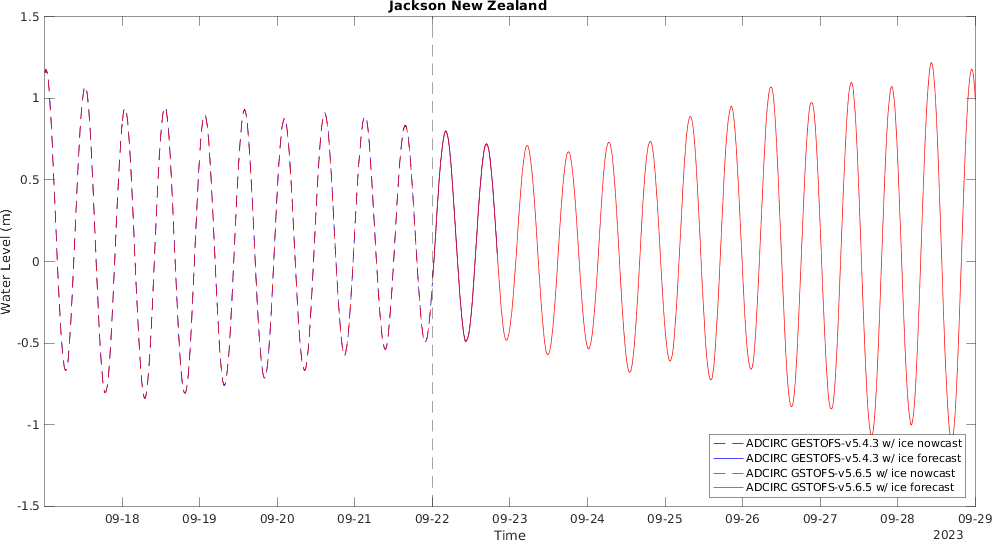 Jackson New Zealand
1.5
1
0.5
0
-0.5
-1
-1.5
Water Level (m)
ADCIRC GESTOFS-v5.4.3 w/ ice nowcast
ADCIRC GESTOFS-v5.4.3 w/ ice forecast
ADCIRC GSTOFS-v5.6.5 w/ ice nowcast
ADCIRC GSTOFS-v5.6.5 w/ ice forecast
09-18 09-19 09-20 09-21 09-22 09-23 09-24 09-25 09-26 09-27 09-28 09-29
Time
2023